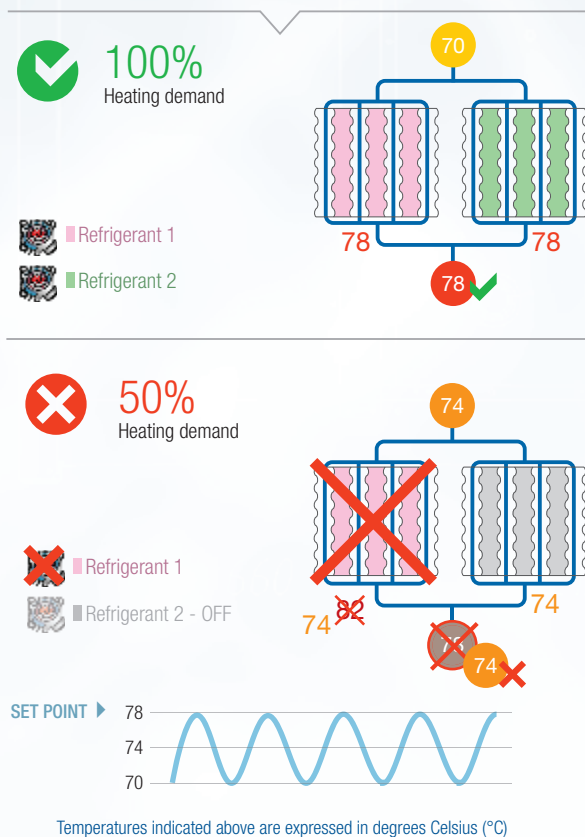 100%
Heating demand
Refrigerant 1
Refrigerant 2
70
78
78
78
50%
Heating demand
Refrigerant 1
Refrigerant 2 - OFF
74
74
82
74
74
SET POINT
78
74
70
Temperatures indicated above are expressed in degrees Celsius (°C)